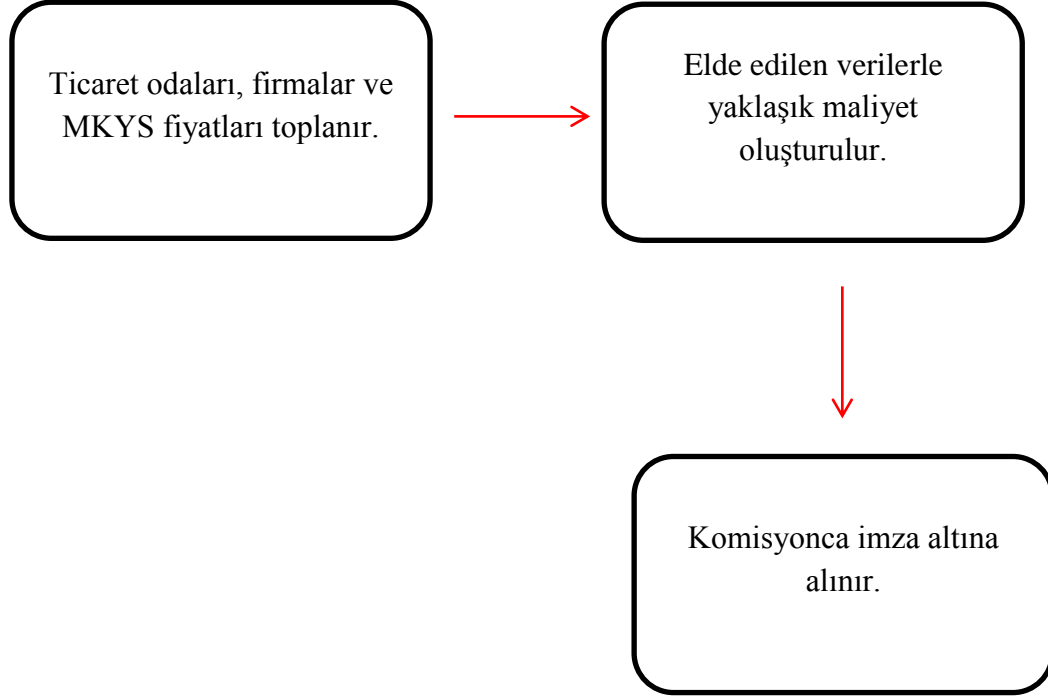 Ticaret odaları, firmalar ve
MKYS fiyatları toplanır.
Elde edilen verilerle
yaklaşık maliyet
oluşturulur.
Komisyonca imza altına
alınır.